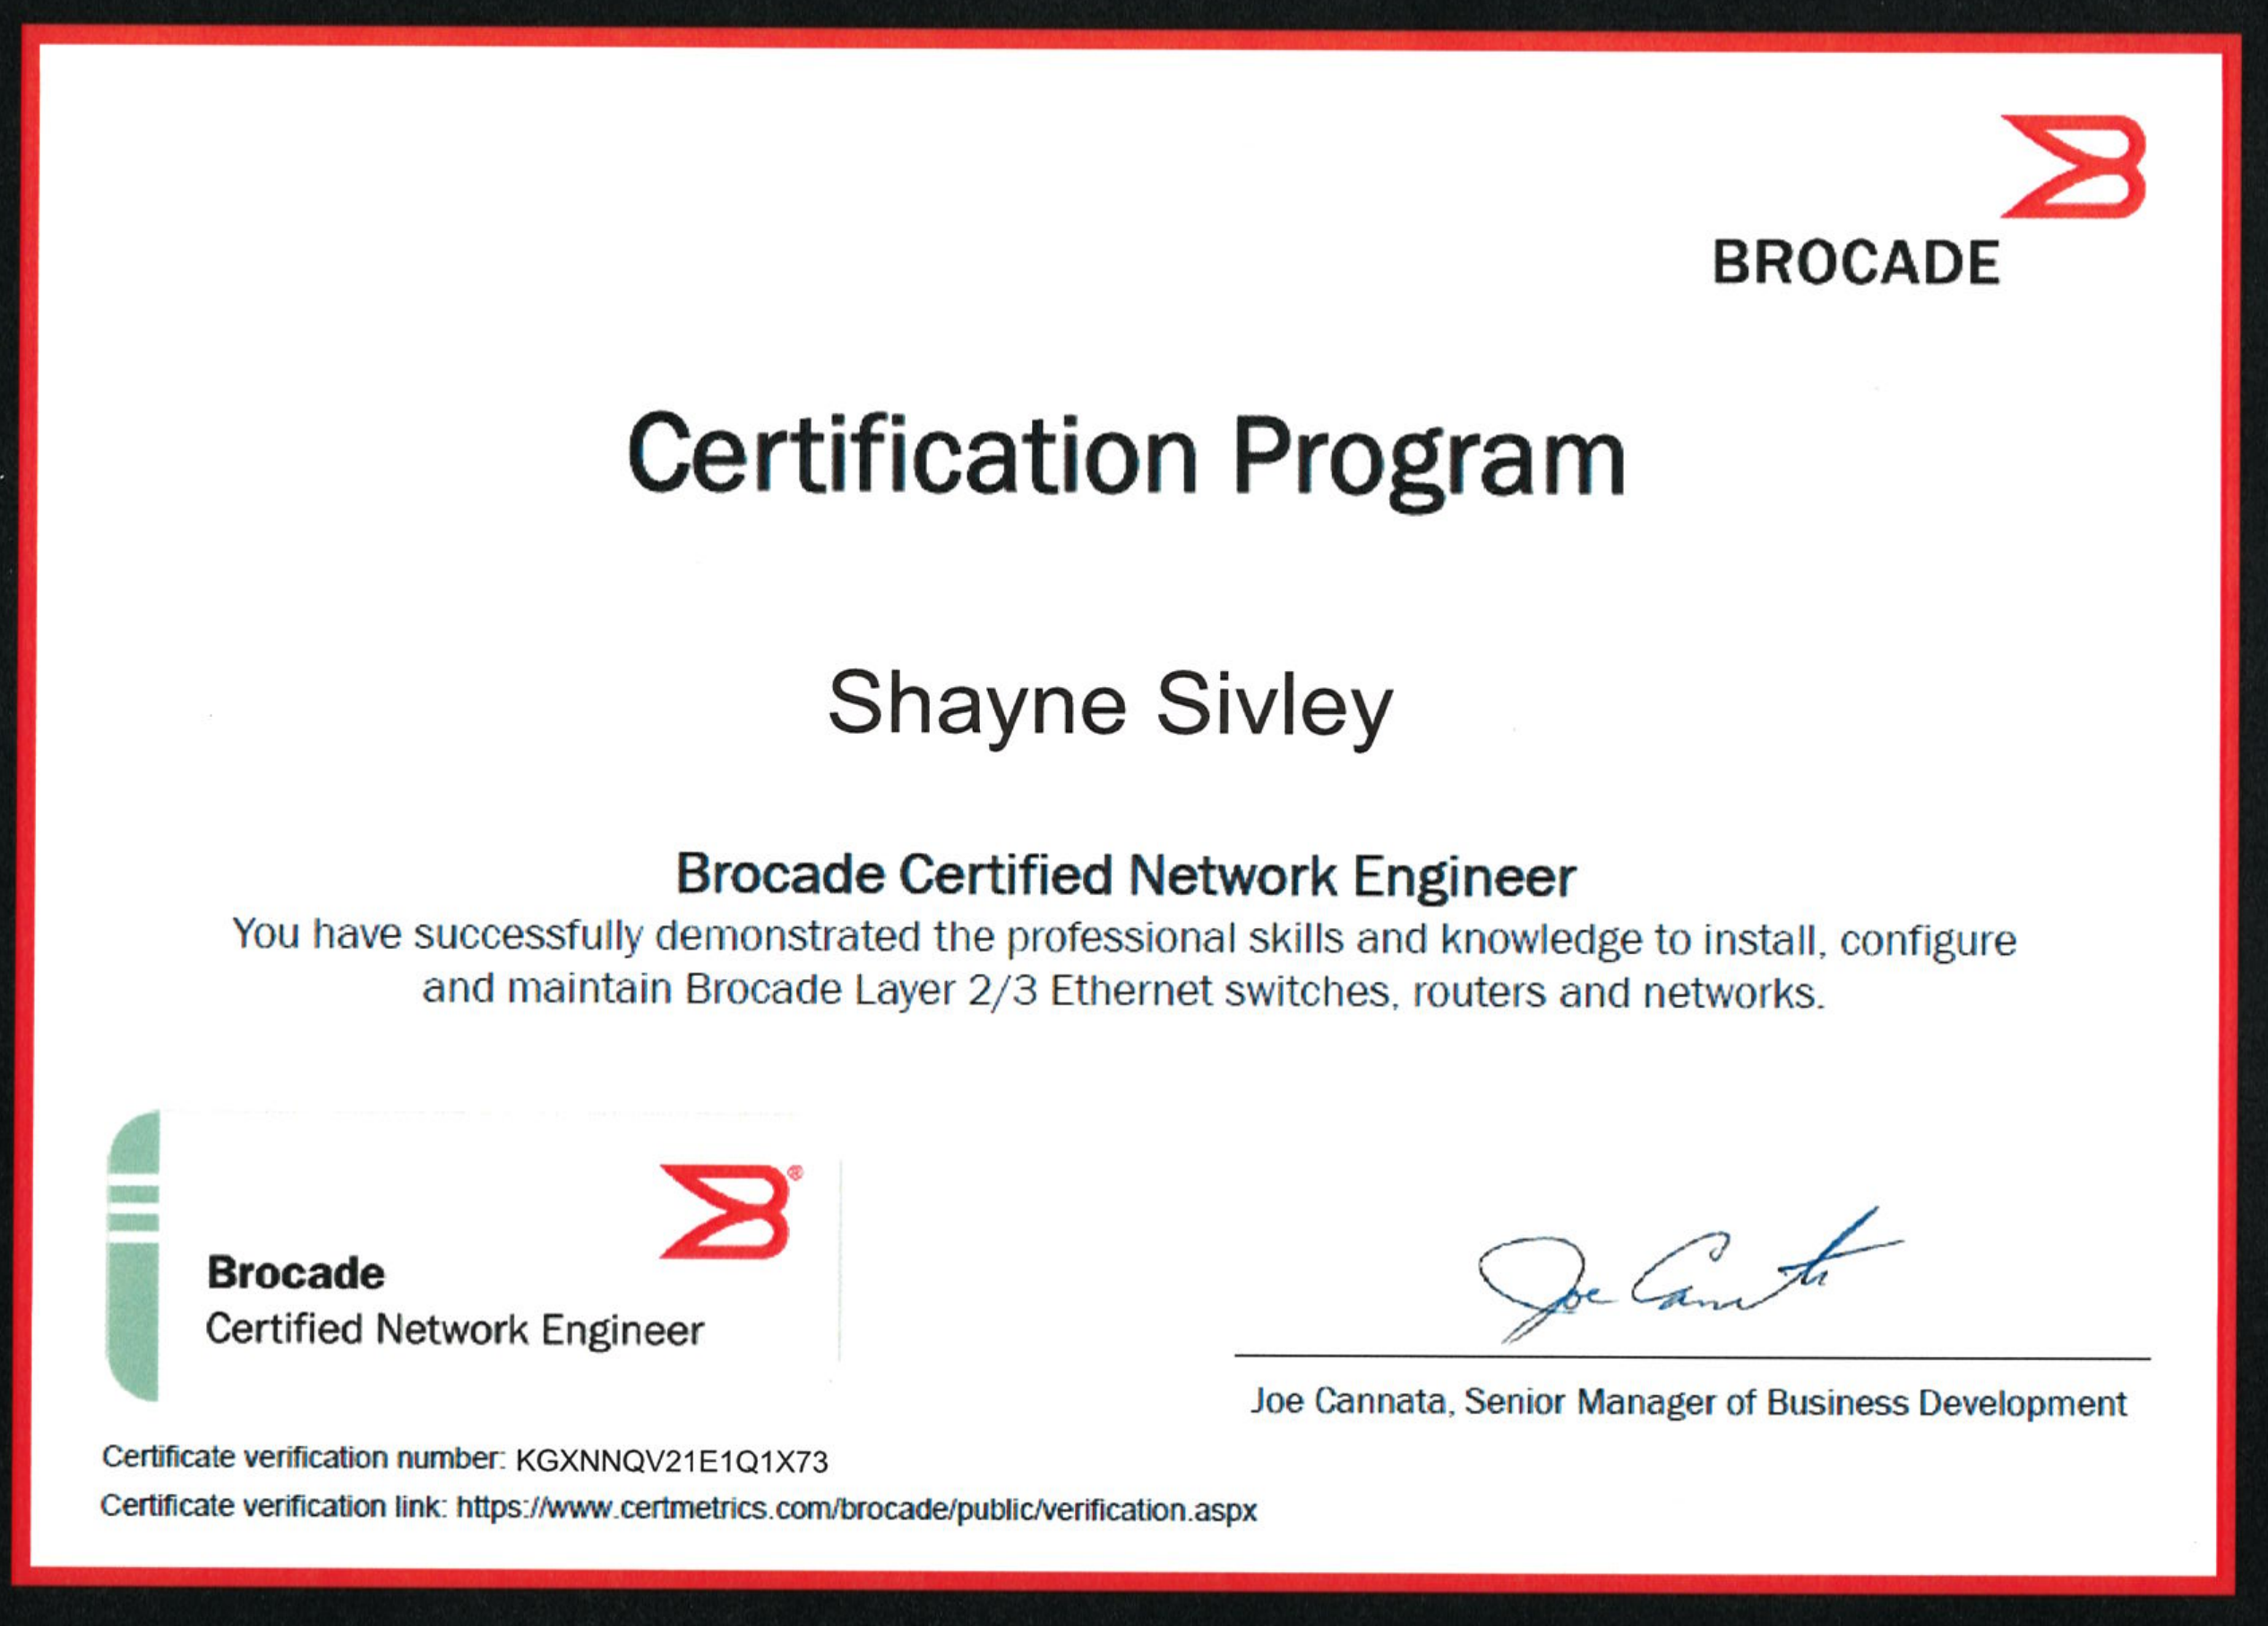 BROCADE
Certification Program
Shayne Sivley
Brocade Certified Network Engineer
You have successfully demonstrated the professional skills and knowledge to install, configure
and maintain Brocade Layer 2/3 Ethernet switches, routers and networks.
®
Brocade
Certified Network Engineer
Joe Cannata
Joe Cannata, Senior Manager of Business Development
Certificate verification number: KGXNNQV21E1Q1X73
Certificate verification link: https://www.certmetrics.com/brocade/public/verification.aspx